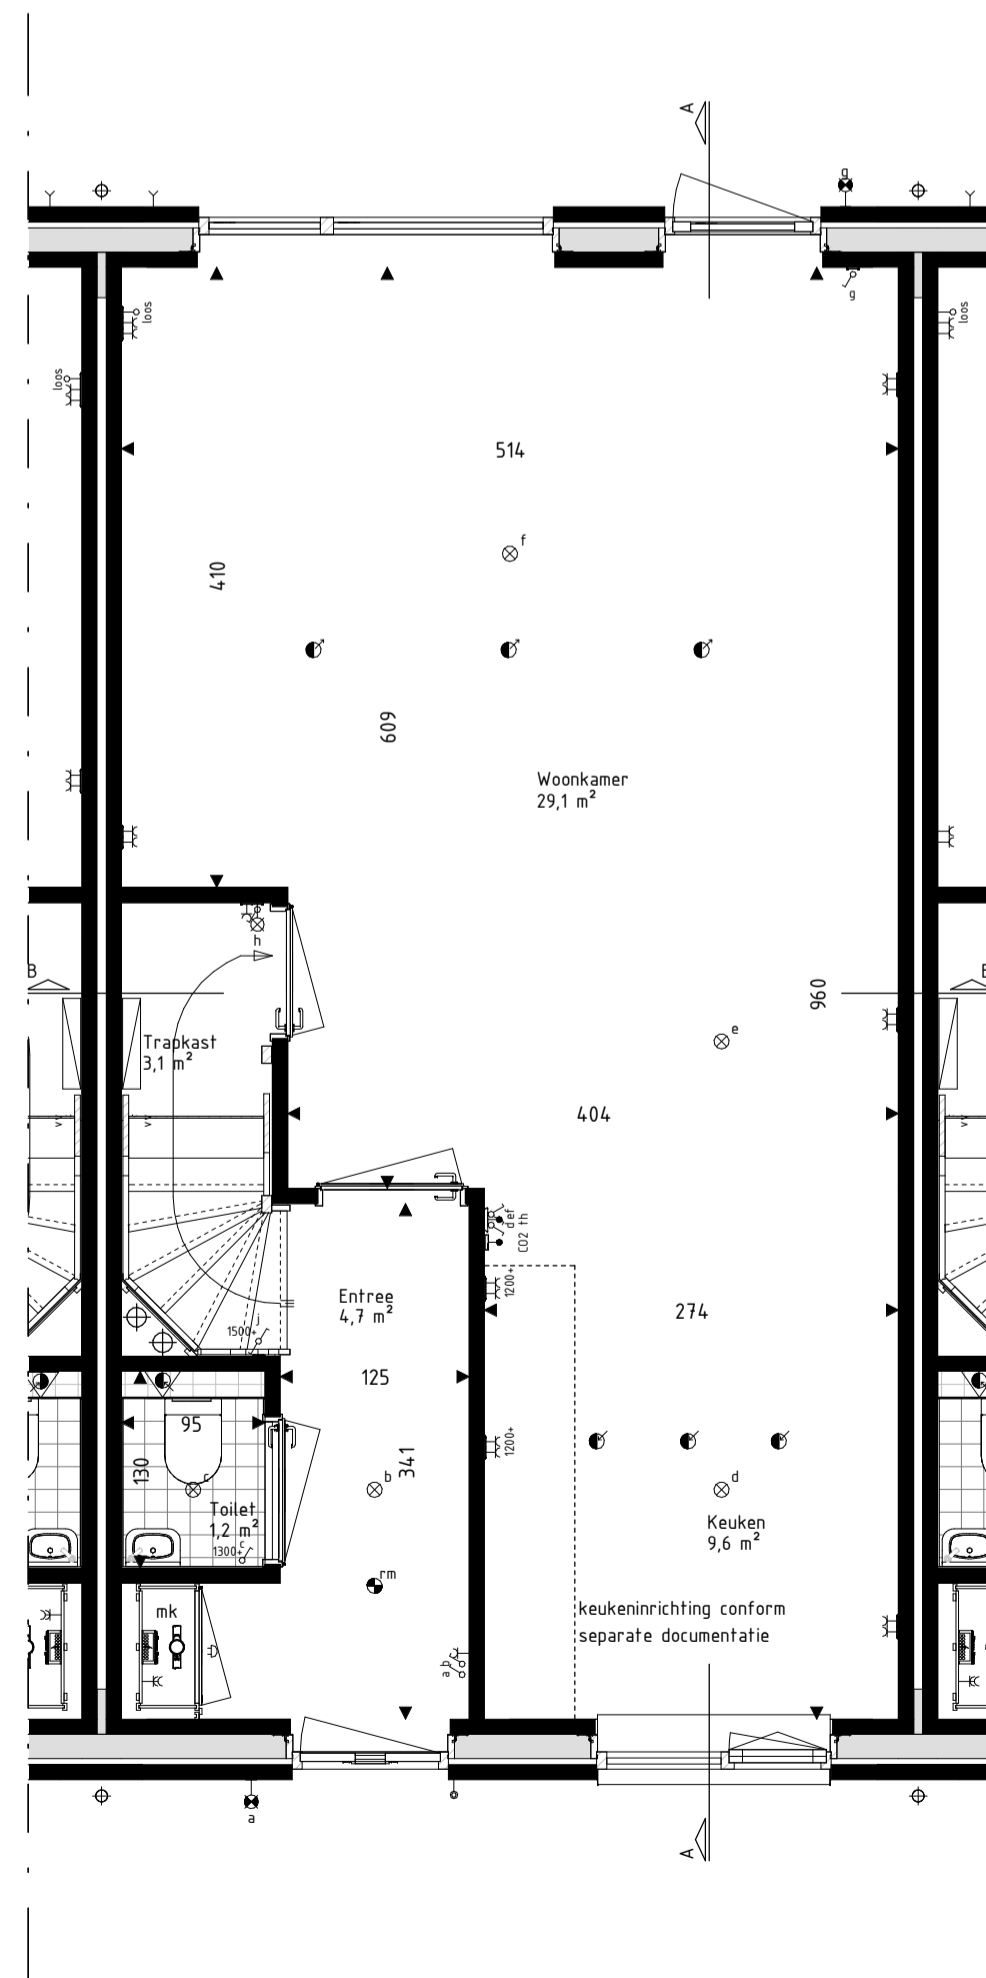 A
g
g
loos
loos
loos
514
f
410
609
Woonkamer
29,1 m²
h
B
B
960
Trapkast
3,1 m²
e
404
def
CO2 th
1200+
Entree
4,7 m²
j
1500+
274
125
95
130
341
1200+
c
b
d
Toilet
1,2 m²
c
1300+
Keuken
9,6 m²
rm
mk
keukeninrichting conform
separate documentatie
a b
a
A